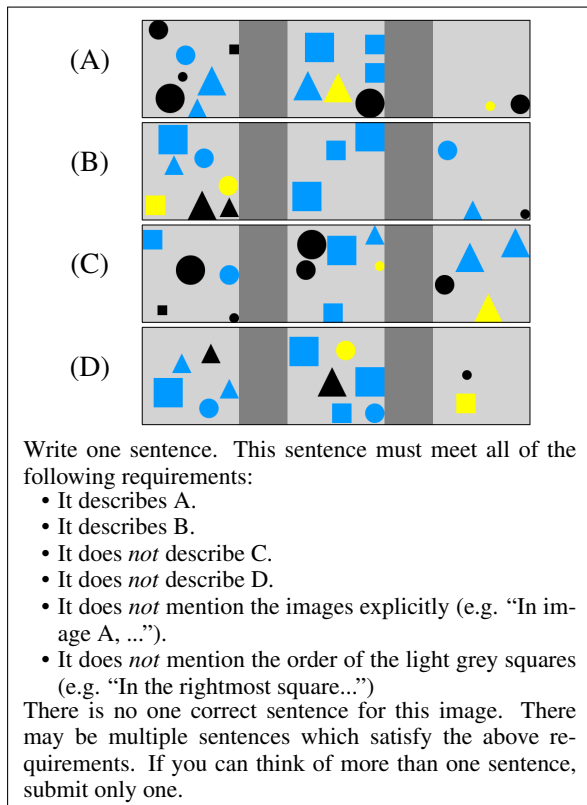 (A)
(B)
(C)
(D)
Write one sentence. This sentence must meet all of the
following requirements:
• It describes A.
• It describes B.
• It does not describe C.
• It does not describe D.
• It does not mention the images explicitly (e.g. “In im-
age A, ...”).
• It does not mention the order of the light grey squares
(e.g. “In the rightmost square...”)
There is no one correct sentence for this image. There
may be multiple sentences which satisfy the above re-
quirements. If you can think of more than one sentence,
submit only one.